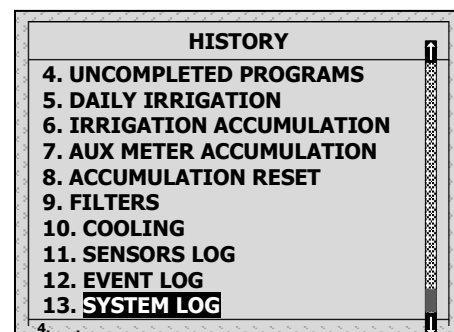 HISTORY
4. UNCOMPLETED PROGRAMS
5. DAILY IRRIGATION
6. IRRIGATION ACCUMULATION
7. AUX METER ACCUMULATION
8. ACCUMULATION RESET
9. FILTERS
10. COOLING
11. SENSORS LOG
12. EVENT LOG
13. SYSTEM LOG